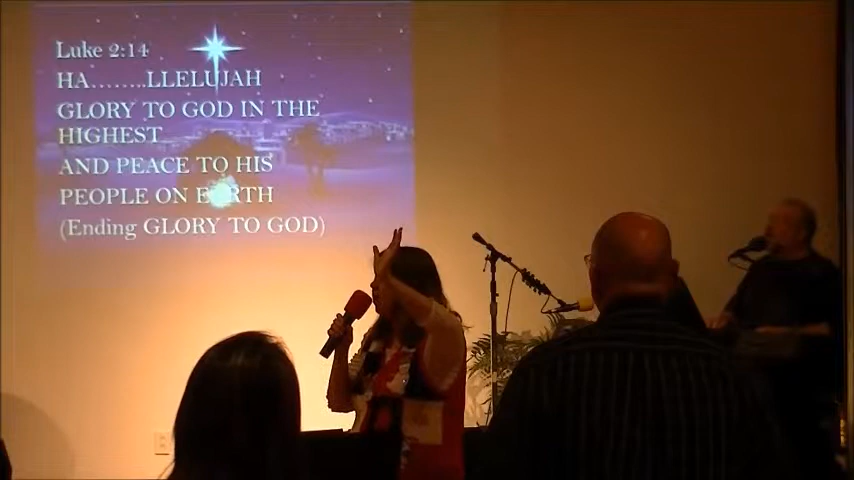 Luke 2:14
HA........LLELUJAH
GLORY TO GOD IN THE
HIGHEST
AND PEACE TO HIS
PEOPLE ON EARTH
(Ending GLORY TO GOD)